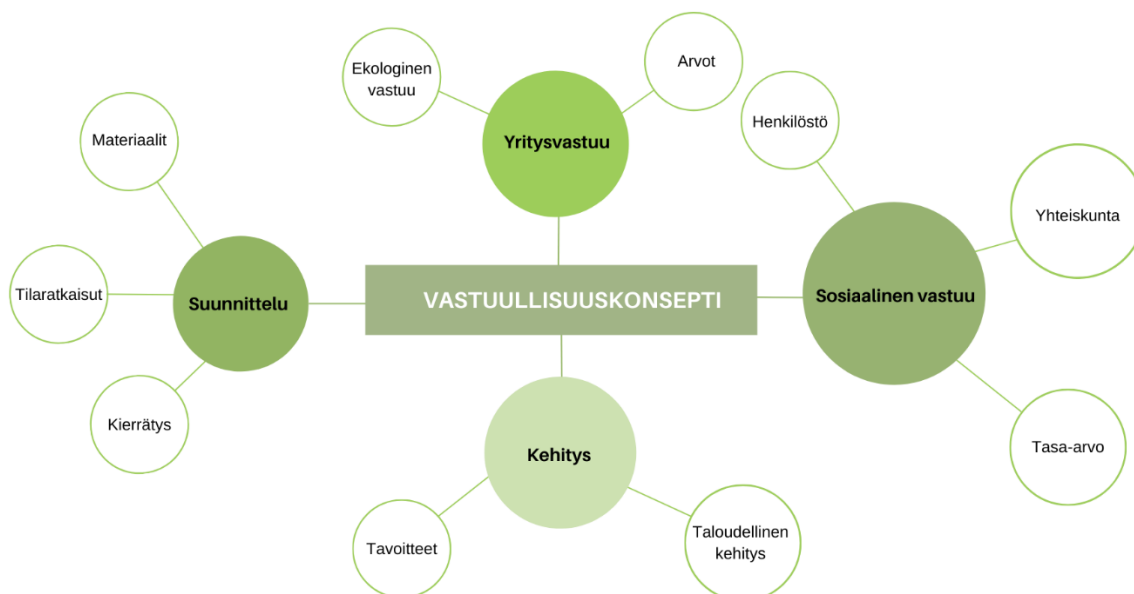 Ekologinen
vastuu
Arvot
Yritysvastuu
Henkilöstö
Materiaalit
Yhteiskunta
Tilaratkaisut
Suunnittelu
VASTUULLISUUSKONSEPTI
Sosiaalinen vastuu
Kierrätys
Kehitys
Tasa-arvo
Tavoitteet
Taloudellinen
kehitys